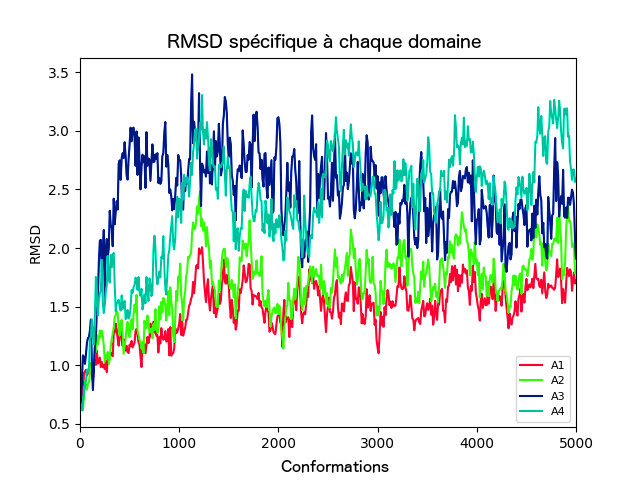 RMSD spécifique à chaque domaine
RMSD
3.5
3.0
2.5
2.0
1.5
1.0
0.5
0 1000 2000 3000 4000 5000
Conformations
A1
A2
A3
A4